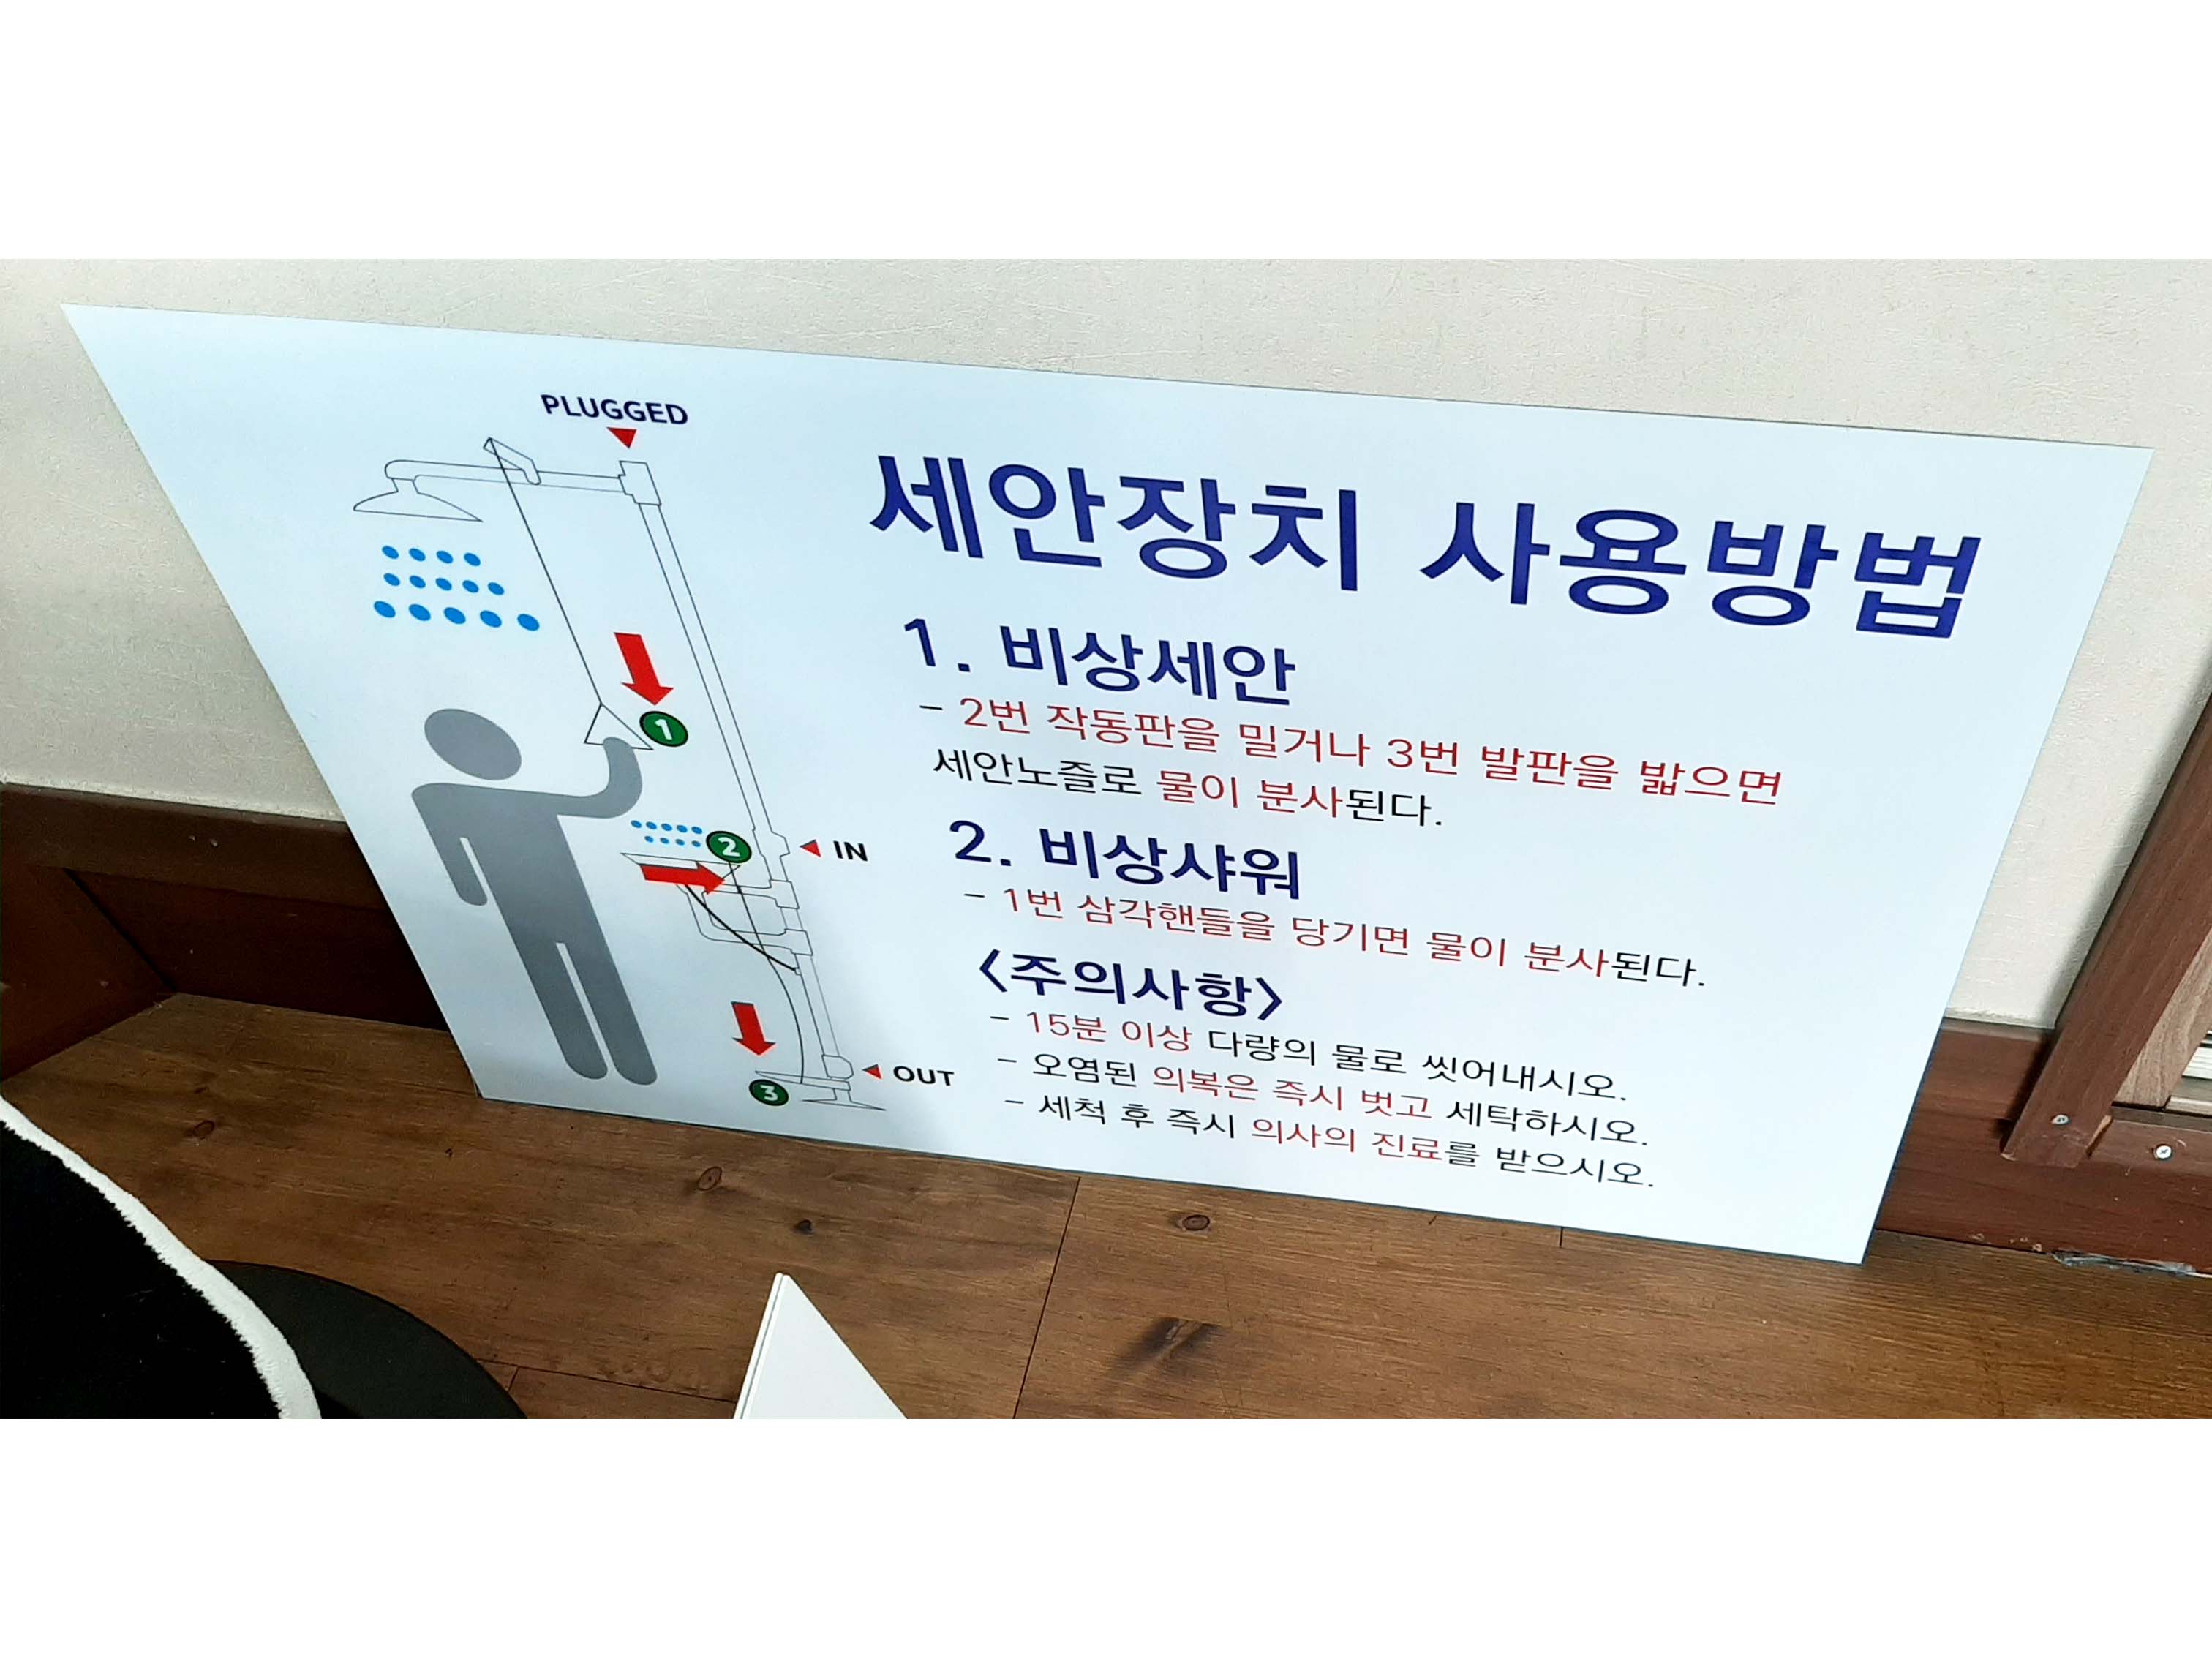 PLUGGED
세안장치 사용방법
1. 비상세안
- 2번 작동판을 밀거나 3번 발판을 밟으면
세안노즐로 물이 분사된다.
2. 비상샤워
- 1번 삼각핸들을 당기면 물이 분사된다.
<주의사항>
- 15분 이상 다량의 물로 씻어내시오.
- 오염된 의복은 즉시 벗고 세탁하시오.
- 세척 후 즉시 의사의 진료를 받으시오.
1
2
IN
3
OUT